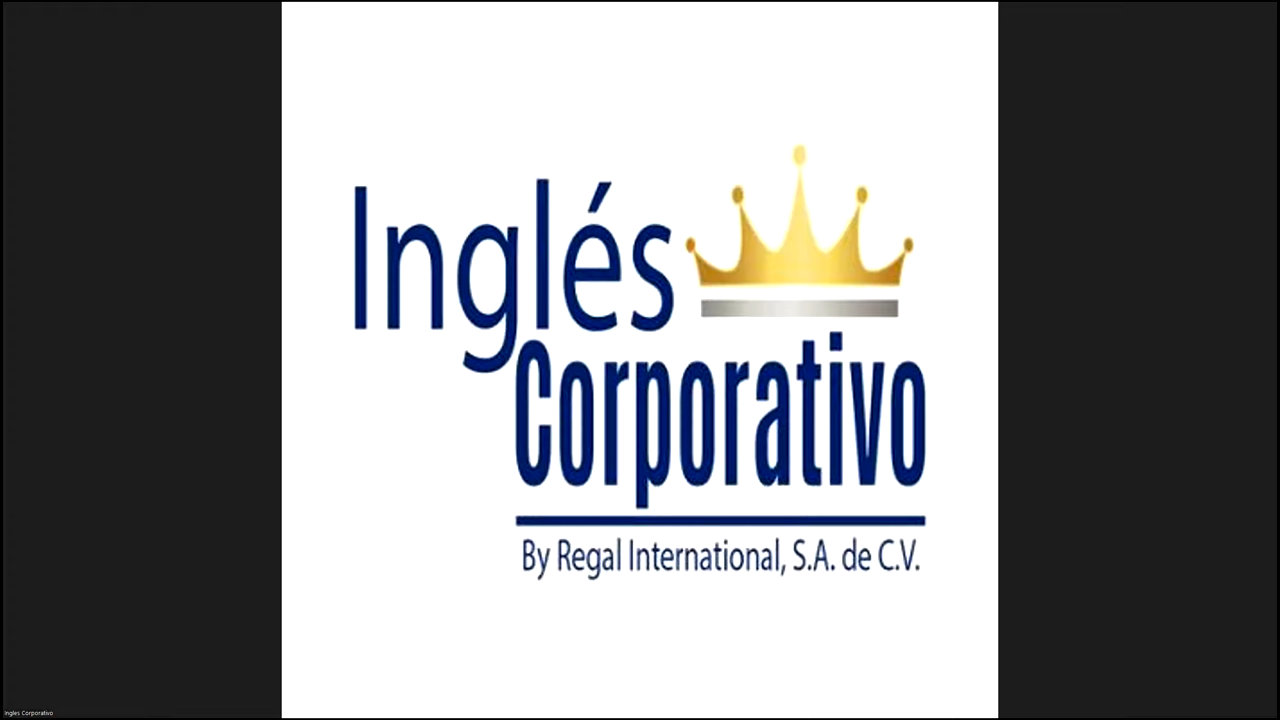 Inglés
Corporativo
By Regal International, S.A. de C.V.
Ingles Corporativo